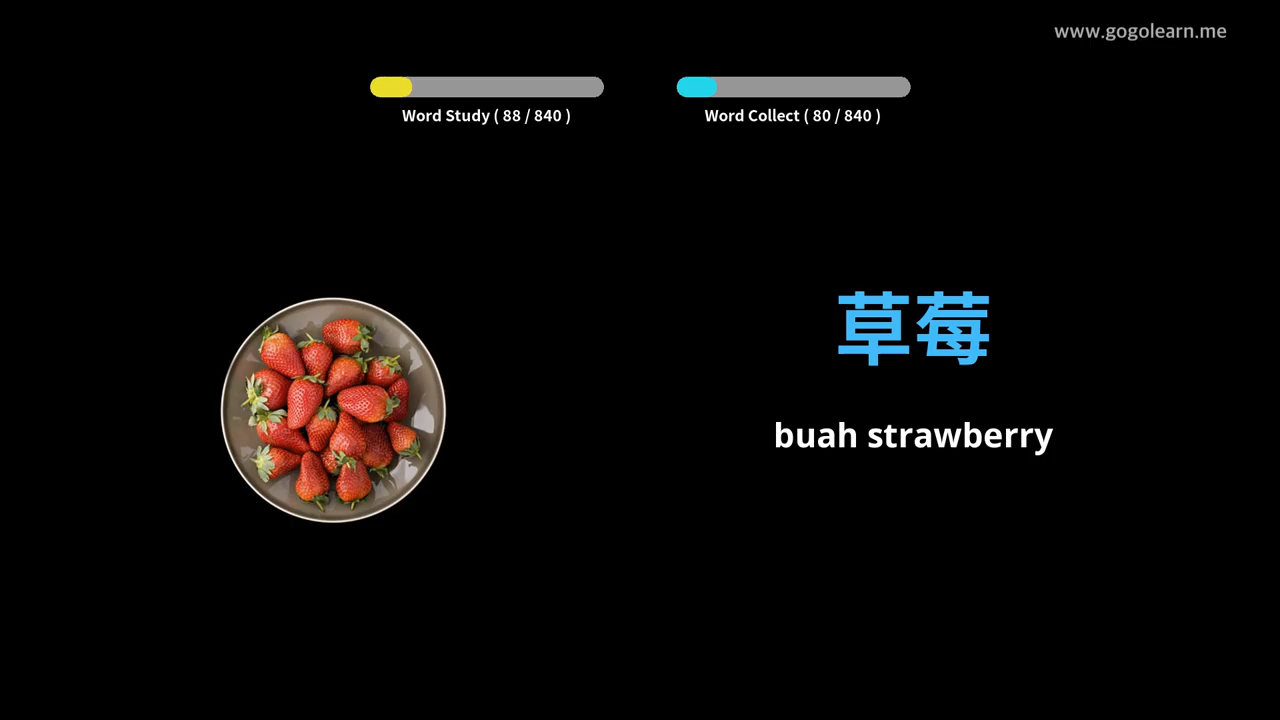 www.gogolearn.me
Word Study ( 88 / 840 )
Word Collect ( 80 / 840 )
草莓
buah strawberry